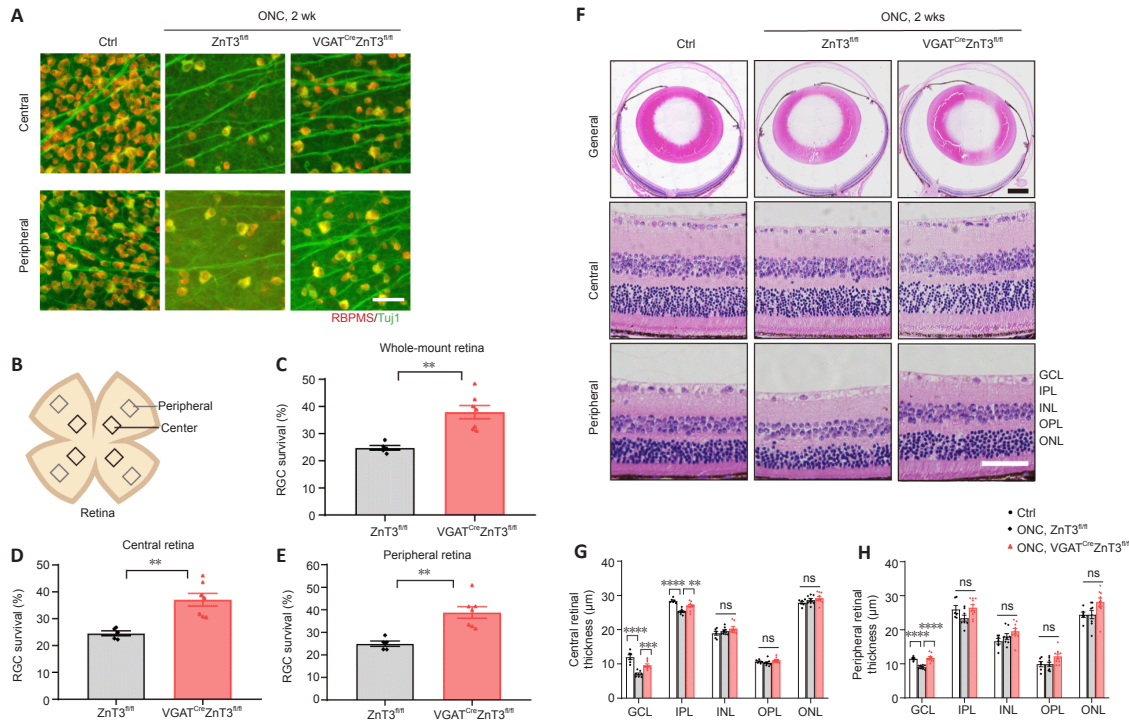 A
ONC, 2 wk
Ctrl
ZnT3fl/fl
VGATCreZnT3fl/fl
Central
Peripheral
RBPMS/Tuj1
B
Peripheral
Center
Retina
C
Whole-mount retina
**
RGC survival (%)
50
40
30
20
10
0
ZnT3fl/fl
VGATCreZnT3fl/fl
D
Central retina
**
RGC survival (%)
50
40
30
20
10
0
ZnT3fl/fl
VGATCreZnT3fl/fl
E
Peripheral retina
**
RGC survival (%)
60
40
20
0
ZnT3fl/fl
VGATCreZnT3fl/fl
F
ONC, 2 wks
Ctrl
ZnT3fl/fl
VGATCreZnT3fl/fl
General
Central
Peripheral
GCL
IPL
INL
OPL
ONL
Ctrl
ONC, ZnT3fl/fl
ONC, VGATCreZnT3fl/fl
G
Central retinal
thickness (μm)
40
30
20
10
0
**** **
ns
ns
ns
****
***
GCL IPL INL OPL ONL
H
Peripheral retinal
thickness (μm)
40
30
20
10
0
ns
ns
ns
ns
****
****
GCL IPL INL OPL ONL